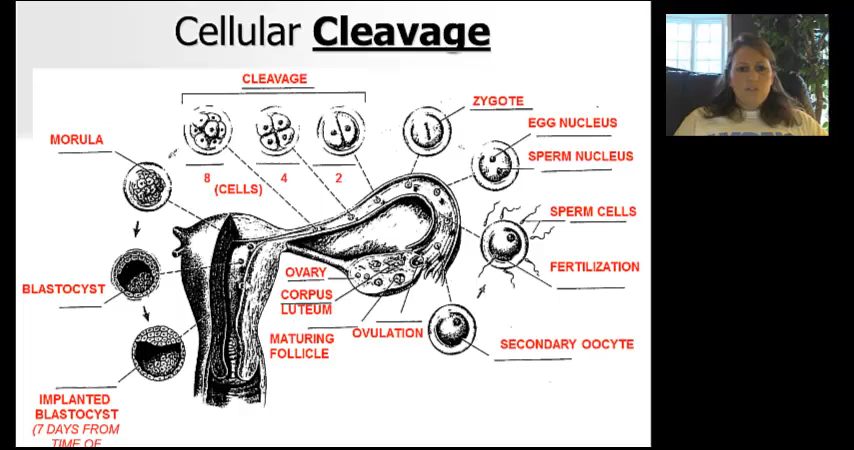 Cellular Cleavage
CLEAVAGE
ZYGOTE
EGG NUCLEUS
MORULA
SPERM NUCLEUS
8
4
2
(CELLS)
SPERM CELLS
FERTILIZATION
OVARY
BLASTOCYST
CORPUS
LUTEUM
OVULATION
MATURING
FOLLICLE
SECONDARY OOCYTE
IMPLANTED
BLASTOCYST
(7 DAYS FROM
TIME OF